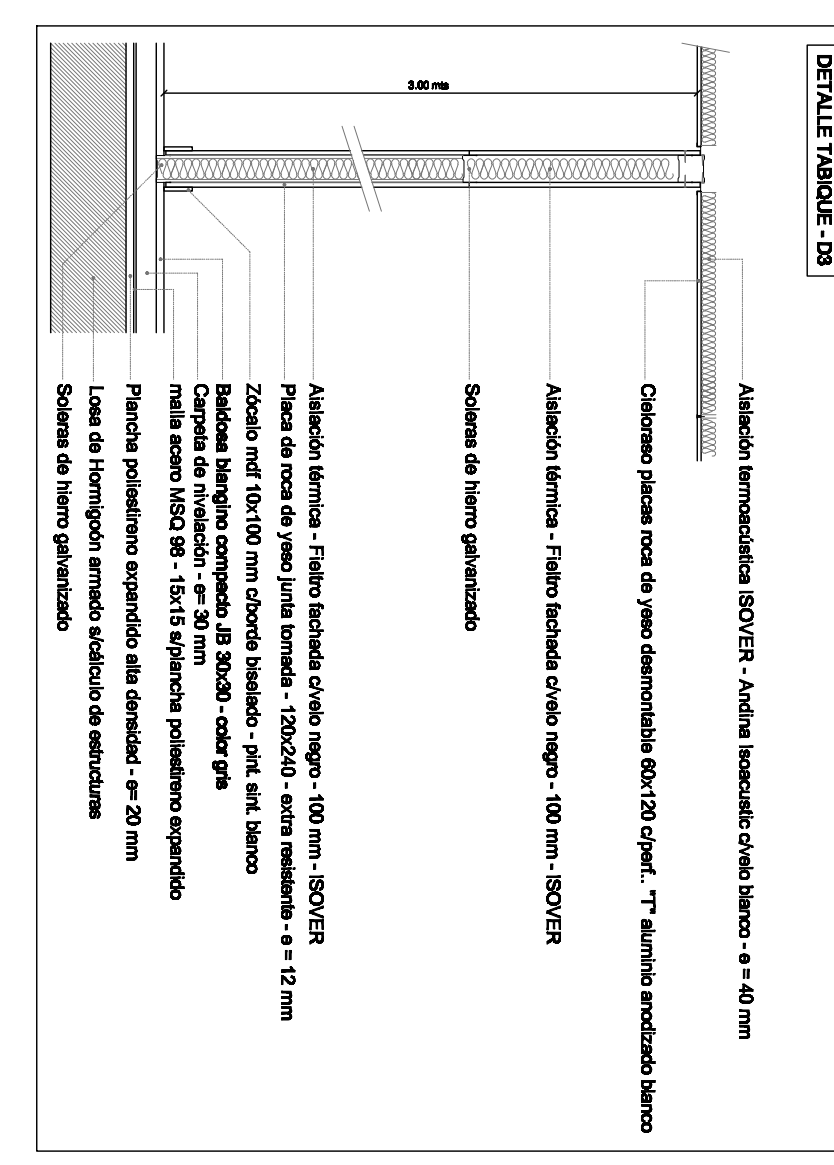 DETALLE TABIQUE - D3
3.00 mts
Aislación termoacústica ISOVER - Andina Isoacustic c/velo blanco - e = 40 mm
Cieloraso placas roca de yeso desmontable 60x120 c/perf.. "T" aluminio anodizado blanco
Aislación térmica - Fieltro fachada c/velo negro - 100 mm - ISOVER
Soleras de hierro galvanizado
Aislación térmica - Fieltro fachada c/velo negro - 100 mm - ISOVER
Placa de roca de yeso junta tomada - 120x240 - extra resistente - e = 12 mm
Zócalo mdf 10x100 mm c/borde biselado - pint. sint. blanco
Baldosa blangino compacto JB 30x30 - color gris
Carpeta de nivelación - e= 30 mm
malla acero MSQ 98 - 15x15 s/plancha poliestireno expandido
Plancha poliestireno expandido alta densidad - e= 20 mm
Losa de Hormigoón armado s/cálculo de estructuras
Soleras de hierro galvanizado